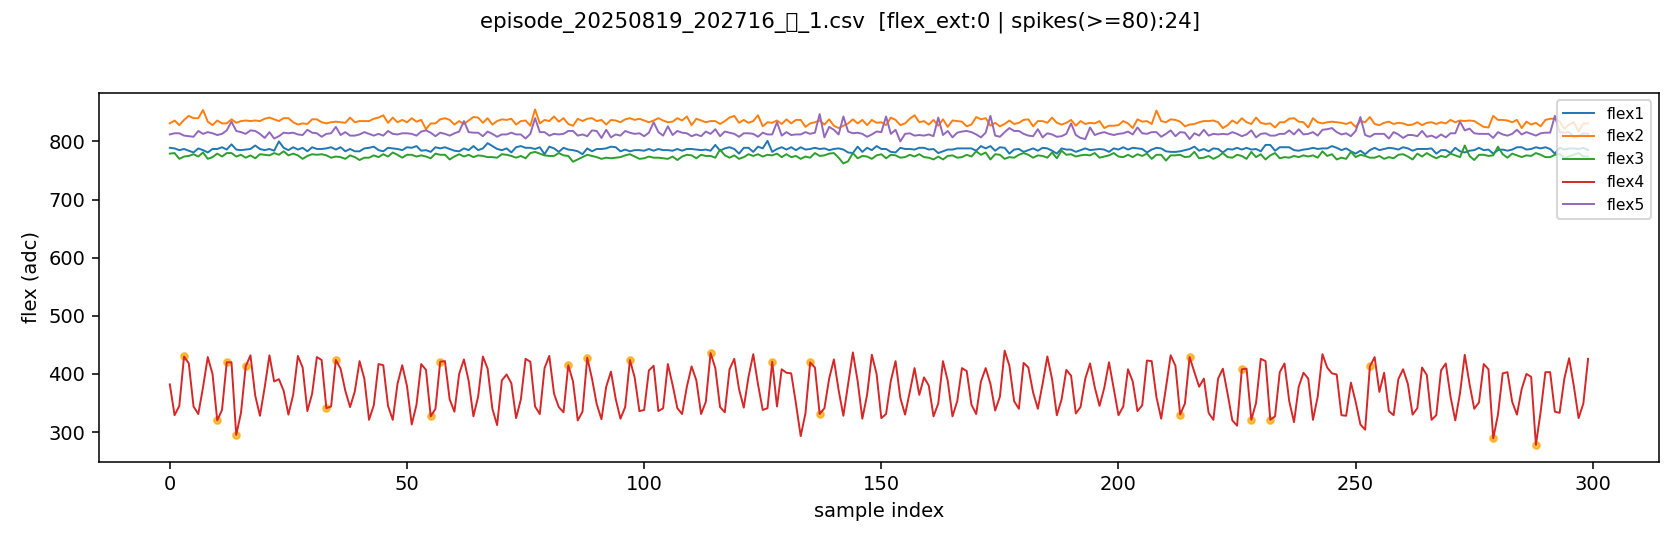 episode_20250819_202716_▯_1.csv [flex_ext:0 | spikes(>=80):24]
flex (adc)
800
700
600
500
400
300
0
50
100
150
200
250
300
sample index
flex1
flex2
flex3
flex4
flex5